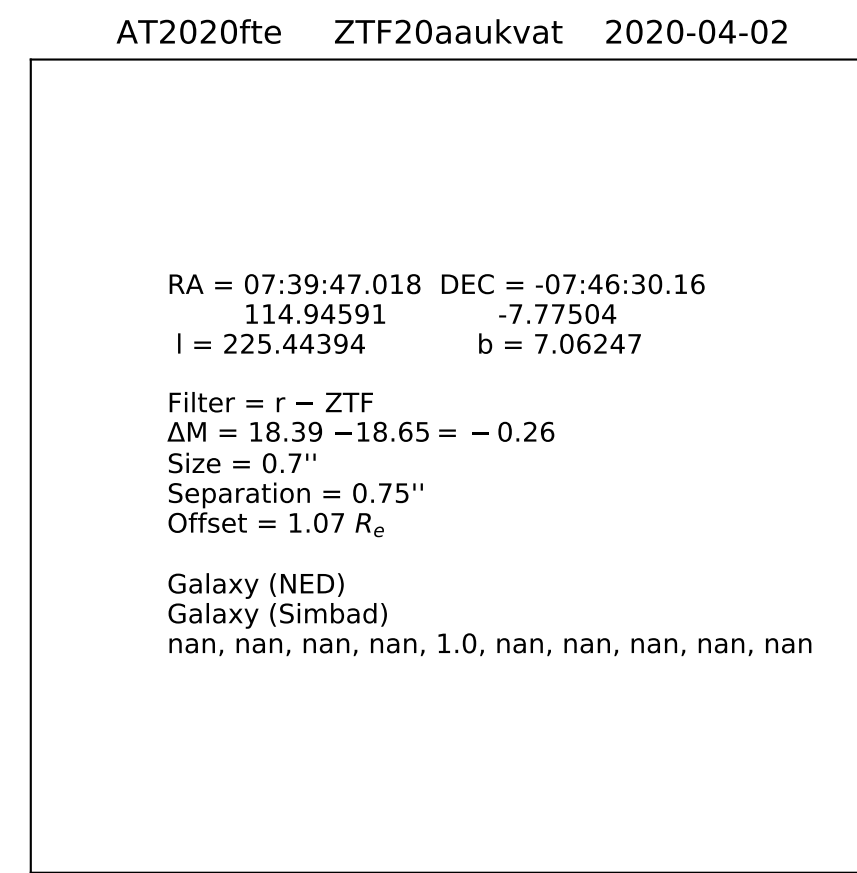 AT2020fte ZTF20aaukvat 2020-04-02
RA = 07:39:47.018 DEC = -07:46:30.16
114.94591 -7.77504
l = 225.44394 b = 7.06247
Filter = r − ZTF
ΔM = 18.39 −18.65 = − 0.26
Size = 0.7''
Separation = 0.75''
Offset = 1.07 Re
Galaxy (NED)
Galaxy (Simbad)
nan, nan, nan, nan, 1.0, nan, nan, nan, nan, nan